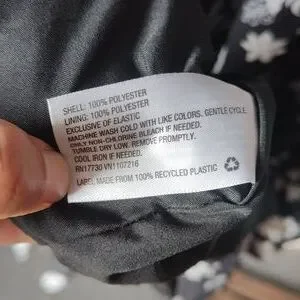 SHELL: 100% POLYESTER
LINING: 100% POLYESTER
EXCLUSIVE OF ELASTIC
MACHINE WASH COLD WITH LIKE COLORS. GENTLE CYCLE.
ONLY NON-CHLORINE BLEACH IF NEEDED.
TUMBLE DRY LOW. REMOVE PROMPTLY.
COOL IRON IF NEEDED.
RN17730 VN1107216
LABEL MADE FROM 100% RECYCLED PLASTIC